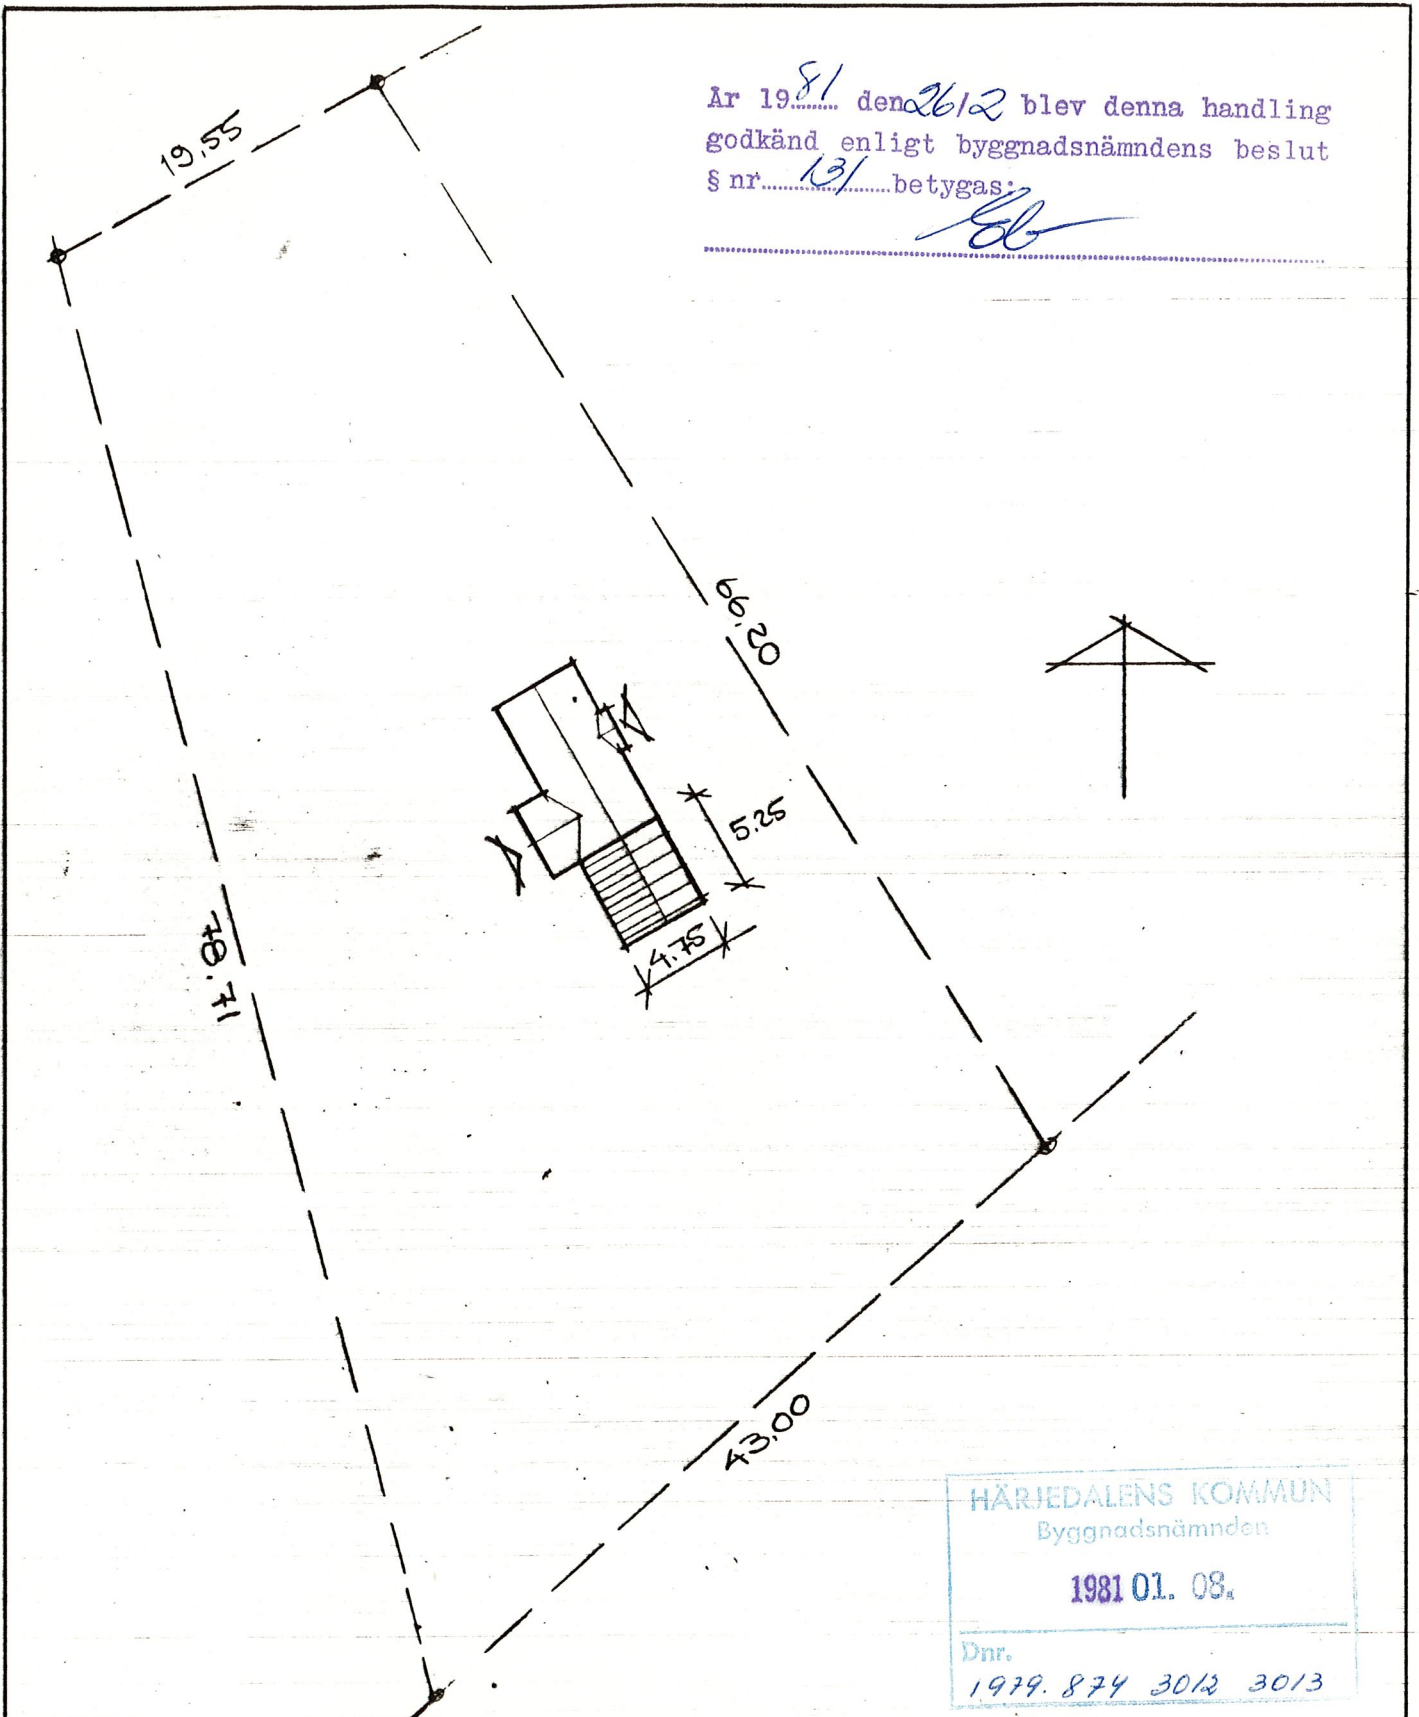 År 1981 den 26/2 blev denna handling
godkänd enligt byggnadsnämndens beslut
§ nr 131 betygas:
19,55
66,20
5.25
4.75
78.71
43,00
HÄRJEDALENS KOMMUN
Byggnadsnämnden
1981 01. 08.
Dnr.
1979. 874 3012 3013